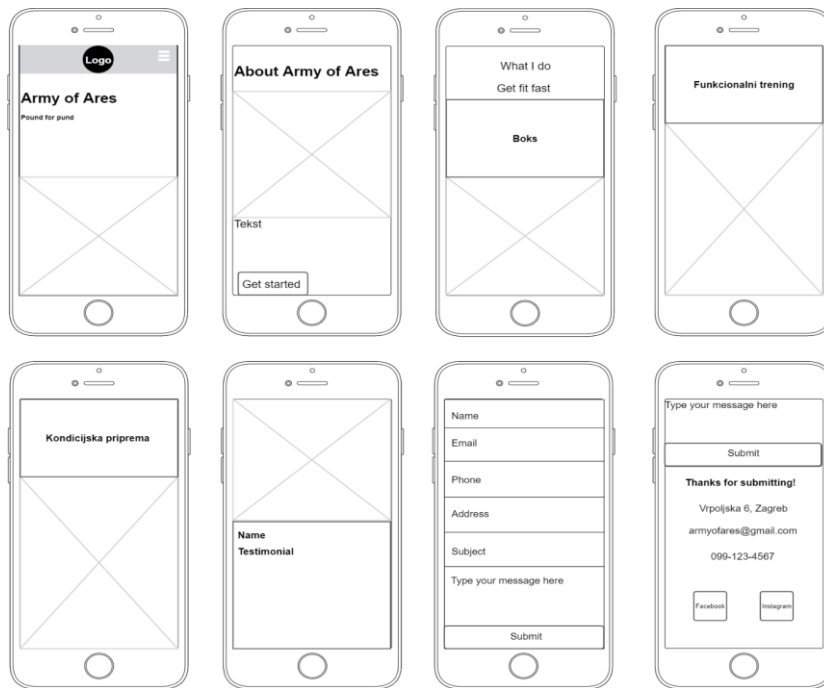 Logo
Army of Ares
Pound for pund
About Army of Ares
Tekst
Get started
What I do
Get fit fast
Boks
Funkcionalni trening
Kondicijska priprema
Name
Testimonial
Name
Email
Phone
Address
Subject
Type your message here
Submit
Type your message here
Submit
Thanks for submitting!
Vrpoljska 6, Zagreb
armyofares@gmail.com
099-123-4567
Facebook
Instagram